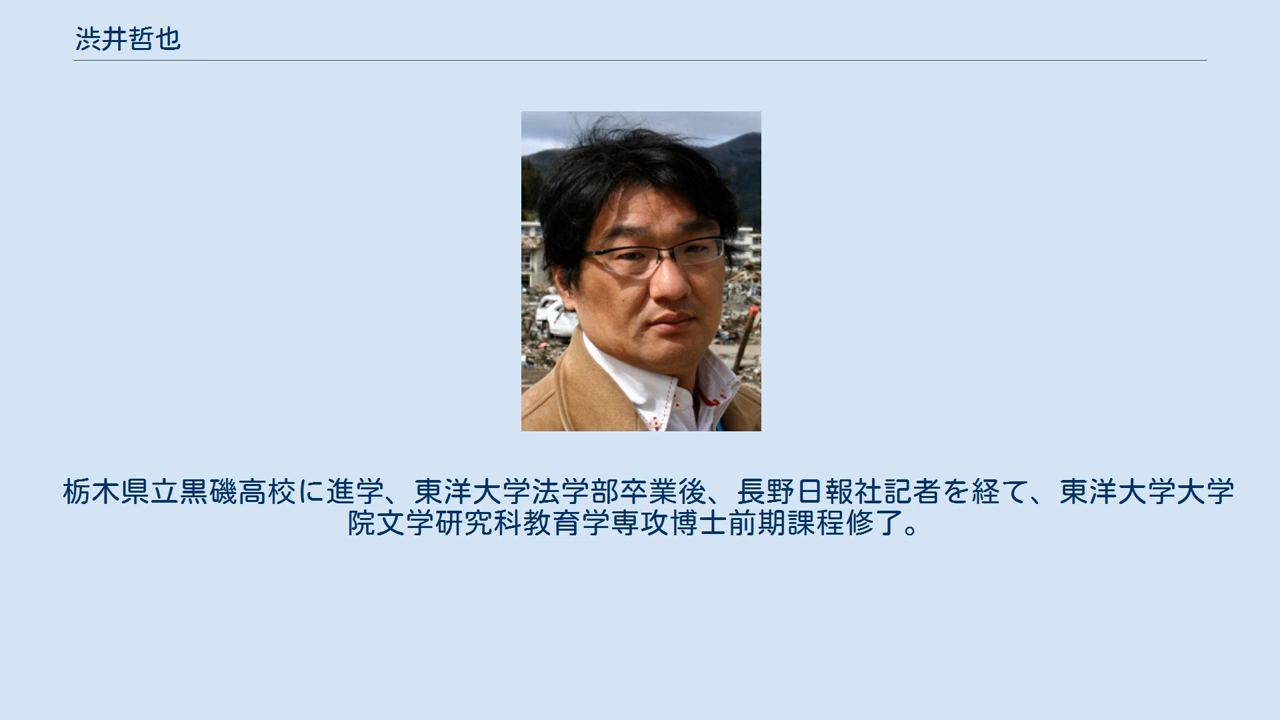 渋井哲也
栃木県立黒磯高校に進学、東洋大学法学部卒業後、長野日報社記者を経て、東洋大学大学
院文学研究科教育学専攻博士前期課程修了。